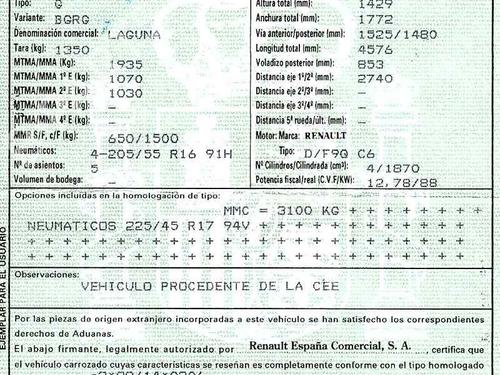 Tipo: G Altura total (mm): 1429
Variante: BGRG Anchura total (mm): 1772
Denominación comercial: LAGUNA Vía anterior/posterior (mm): 1525/1480
Tara (kg): 1350 Longitud total (mm): 4576
MTMA/MMA (Kg): 1935 Voladizo posterior (mm): 853
MTMA/MMA 1º E (kg): 1070 Distancia eje 1º/2º (mm): 2740
MTMA/MMA 2º E (kg): 1030 Distancia eje 2º/3º (mm): —
MTMA/MMA 3º E (kg): — Distancia eje 3º/4º (mm): —
MTMA/MMA 4º E (kg): — Distancia 5ª rueda/últ. (mm): —
MMR S/F, c/F (kg): 650/1500 Motor: Marca: RENAULT
Neumáticos: 4-205/55 R16 91H Tipo: D/F9Q C6
Nº de asientos: 5 Nº Cilindros/Cilindrada (cm³): 4/1870
Volumen de bodega: — Potencia fiscal/real (C.V.F/KW): 12,78/88
Opciones incluidas en la homologación de tipo:
MMC = 3100 KG + + + + + + + +
NEUMATICOS 225/45 R17 94V + + + + + + + + + + +
+ + + + + + + + + + + + + + + + + + + + + + +
+ + + + + + + + + + + + + + + + + + + + + + +
Observaciones:
VEHICULO PROCEDENTE DE LA CEE
Por las piezas de origen extranjero incorporadas a este vehículo se han satisfecho los correspondientes
derechos de Aduanas.
El abajo firmante, legalmente autorizado por Renault España Comercial, S. A. , certifica que
el vehículo carrozado cuyas características se reseñan es completamente conforme con el tipo homologado
EJEMPLAR PARA EL USUARIO